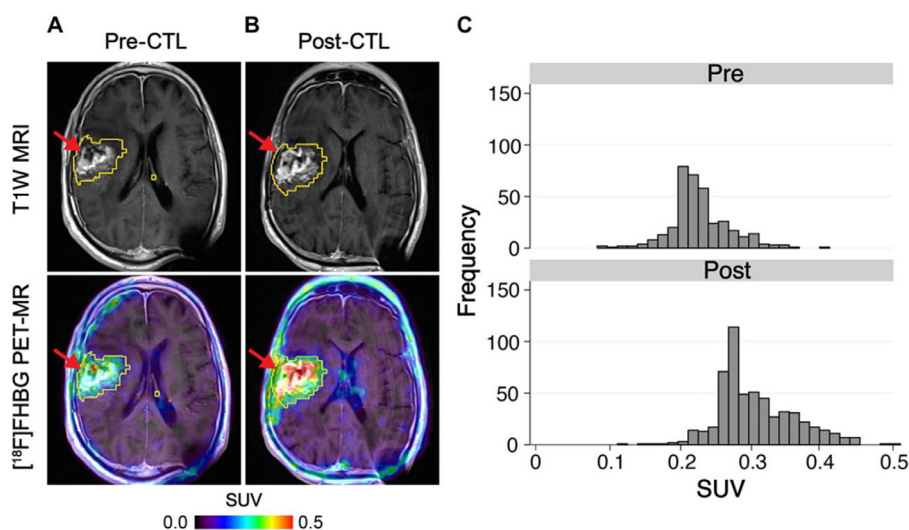 A
B
C
Pre-CTL
Post-CTL
T1W MRI
[¹⁸F]FHBG PET-MR
SUV
0.0
0.5
Pre
150
100
50
0
Frequency
Post
150
100
50
0
0
0.1
0.2
0.3
0.4
0.5
SUV